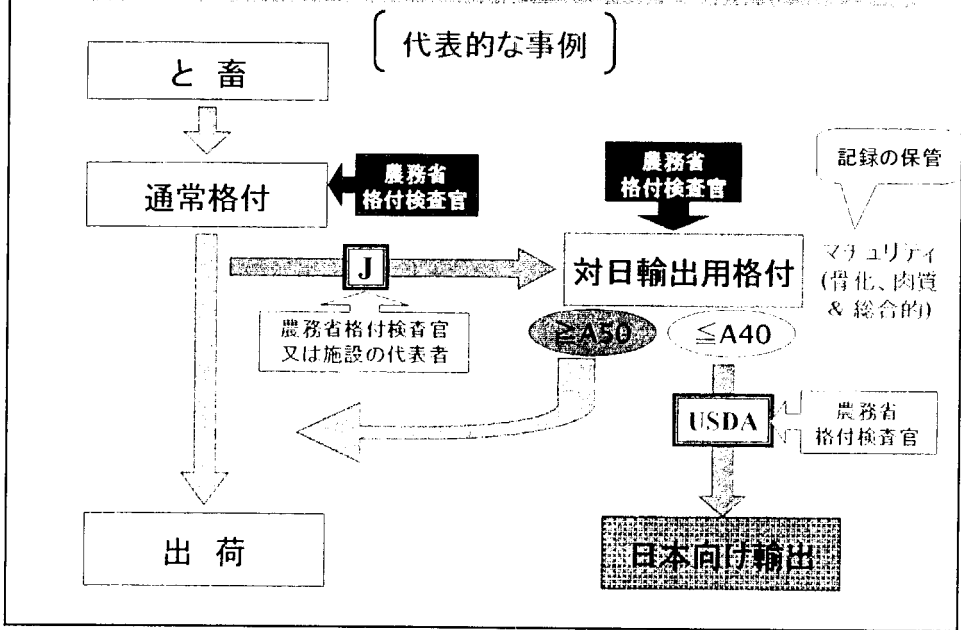 代表的な事例
と 畜
通常格付
農務省
格付検査官
農務省
格付検査官
記録の保管
マチュリティ
(骨化、肉質
& 総合的)
J
対日輸出用格付
農務省格付検査官
又は施設の代表者
≧A50
≦A40
USDA
農務省
格付検査官
出 荷
日本向け輸出